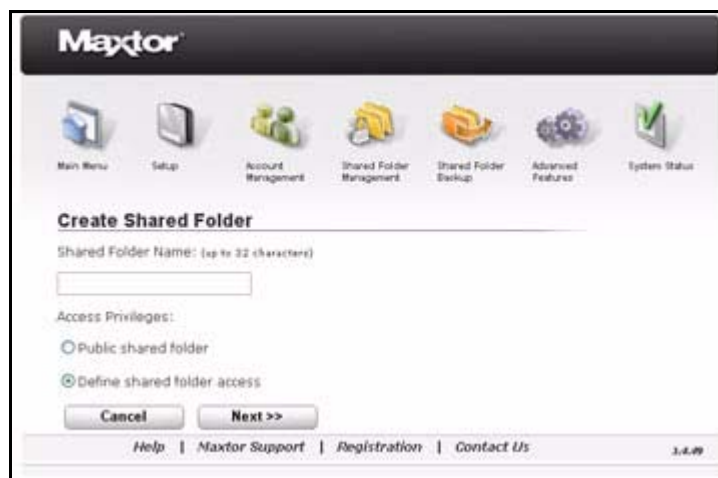 Maxtor
Main Menu
Setup
Account Management
Shared Folder Management
Shared Folder Backup
Advanced Features
System Status
Create Shared Folder
Shared Folder Name: (up to 32 characters)
Access Privileges:
Public shared folder
Define shared folder access
Cancel
Next >>
Help | Maxtor Support | Registration | Contact Us